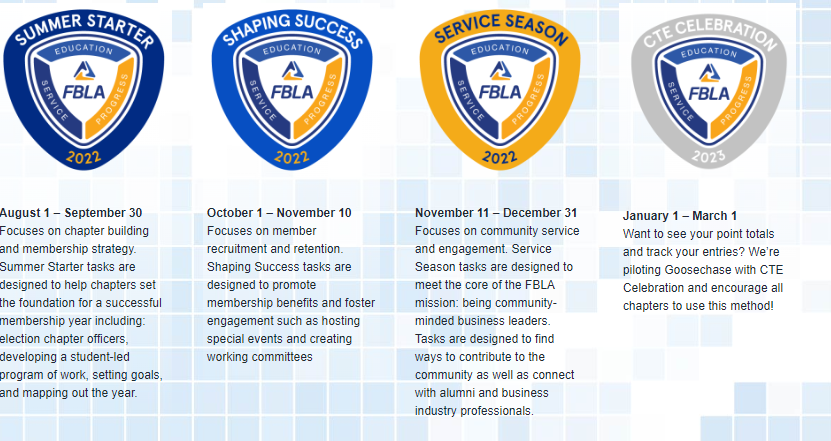 SUMMER STARTER
EDUCATION
SERVICE
FBLA
PROGRESS
2022
August 1 – September 30
Focuses on chapter building
and membership strategy.
Summer Starter tasks are
designed to help chapters set
the foundation for a successful
membership year including:
election chapter officers,
developing a student-led
program of work, setting goals,
and mapping out the year.
SHAPING SUCCESS
EDUCATION
SERVICE
FBLA
PROGRESS
2022
October 1 – November 10
Focuses on member
recruitment and retention.
Shaping Success tasks are
designed to promote
membership benefits and foster
engagement such as hosting
special events and creating
working committees
SERVICE SEASON
EDUCATION
SERVICE
FBLA
PROGRESS
2022
November 11 – December 31
Focuses on community service
and engagement. Service
Season tasks are designed to
meet the core of the FBLA
mission: being community-
minded business leaders.
Tasks are designed to find
ways to contribute to the
community as well as connect
with alumni and business
industry professionals.
CTE CELEBRATION
EDUCATION
SERVICE
FBLA
PROGRESS
2023
January 1 – March 1
Want to see your point totals
and track your entries? We're
piloting Goosechase with CTE
Celebration and encourage all
chapters to use this method!